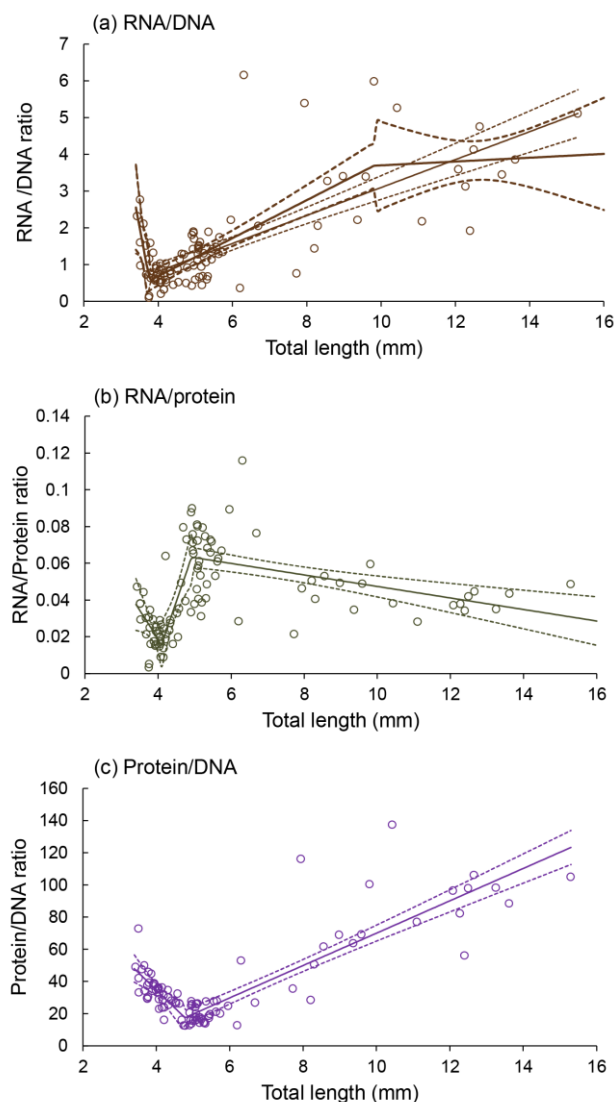 (a) RNA/DNA
7
6
5
4
3
2
1
0
RNA /DNA ratio
2 4 6 8 10 12 14 16
Total length (mm)
(b) RNA/protein
0.14
0.12
0.1
0.08
0.06
0.04
0.02
0
RNA/Protein ratio
2 4 6 8 10 12 14 16
Total length (mm)
(c) Protein/DNA
160
140
120
100
80
60
40
20
0
Protein/DNA ratio
2 4 6 8 10 12 14 16
Total length (mm)